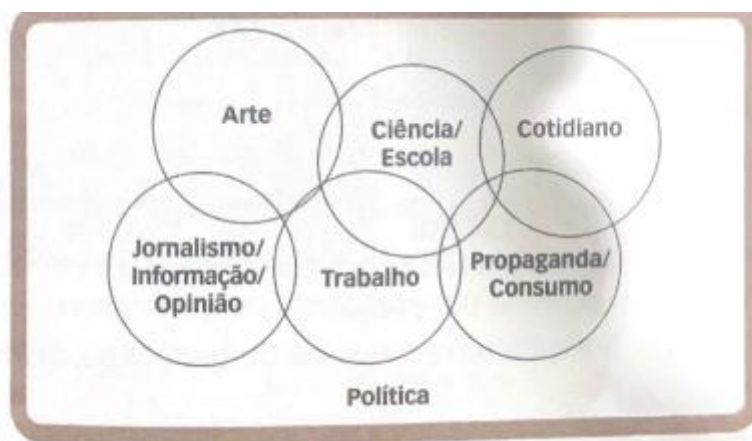 Arte
Ciência/
Escola
Cotidiano
Jornalismo/
Informação/
Opinião
Trabalho
Propaganda/
Consumo
Política